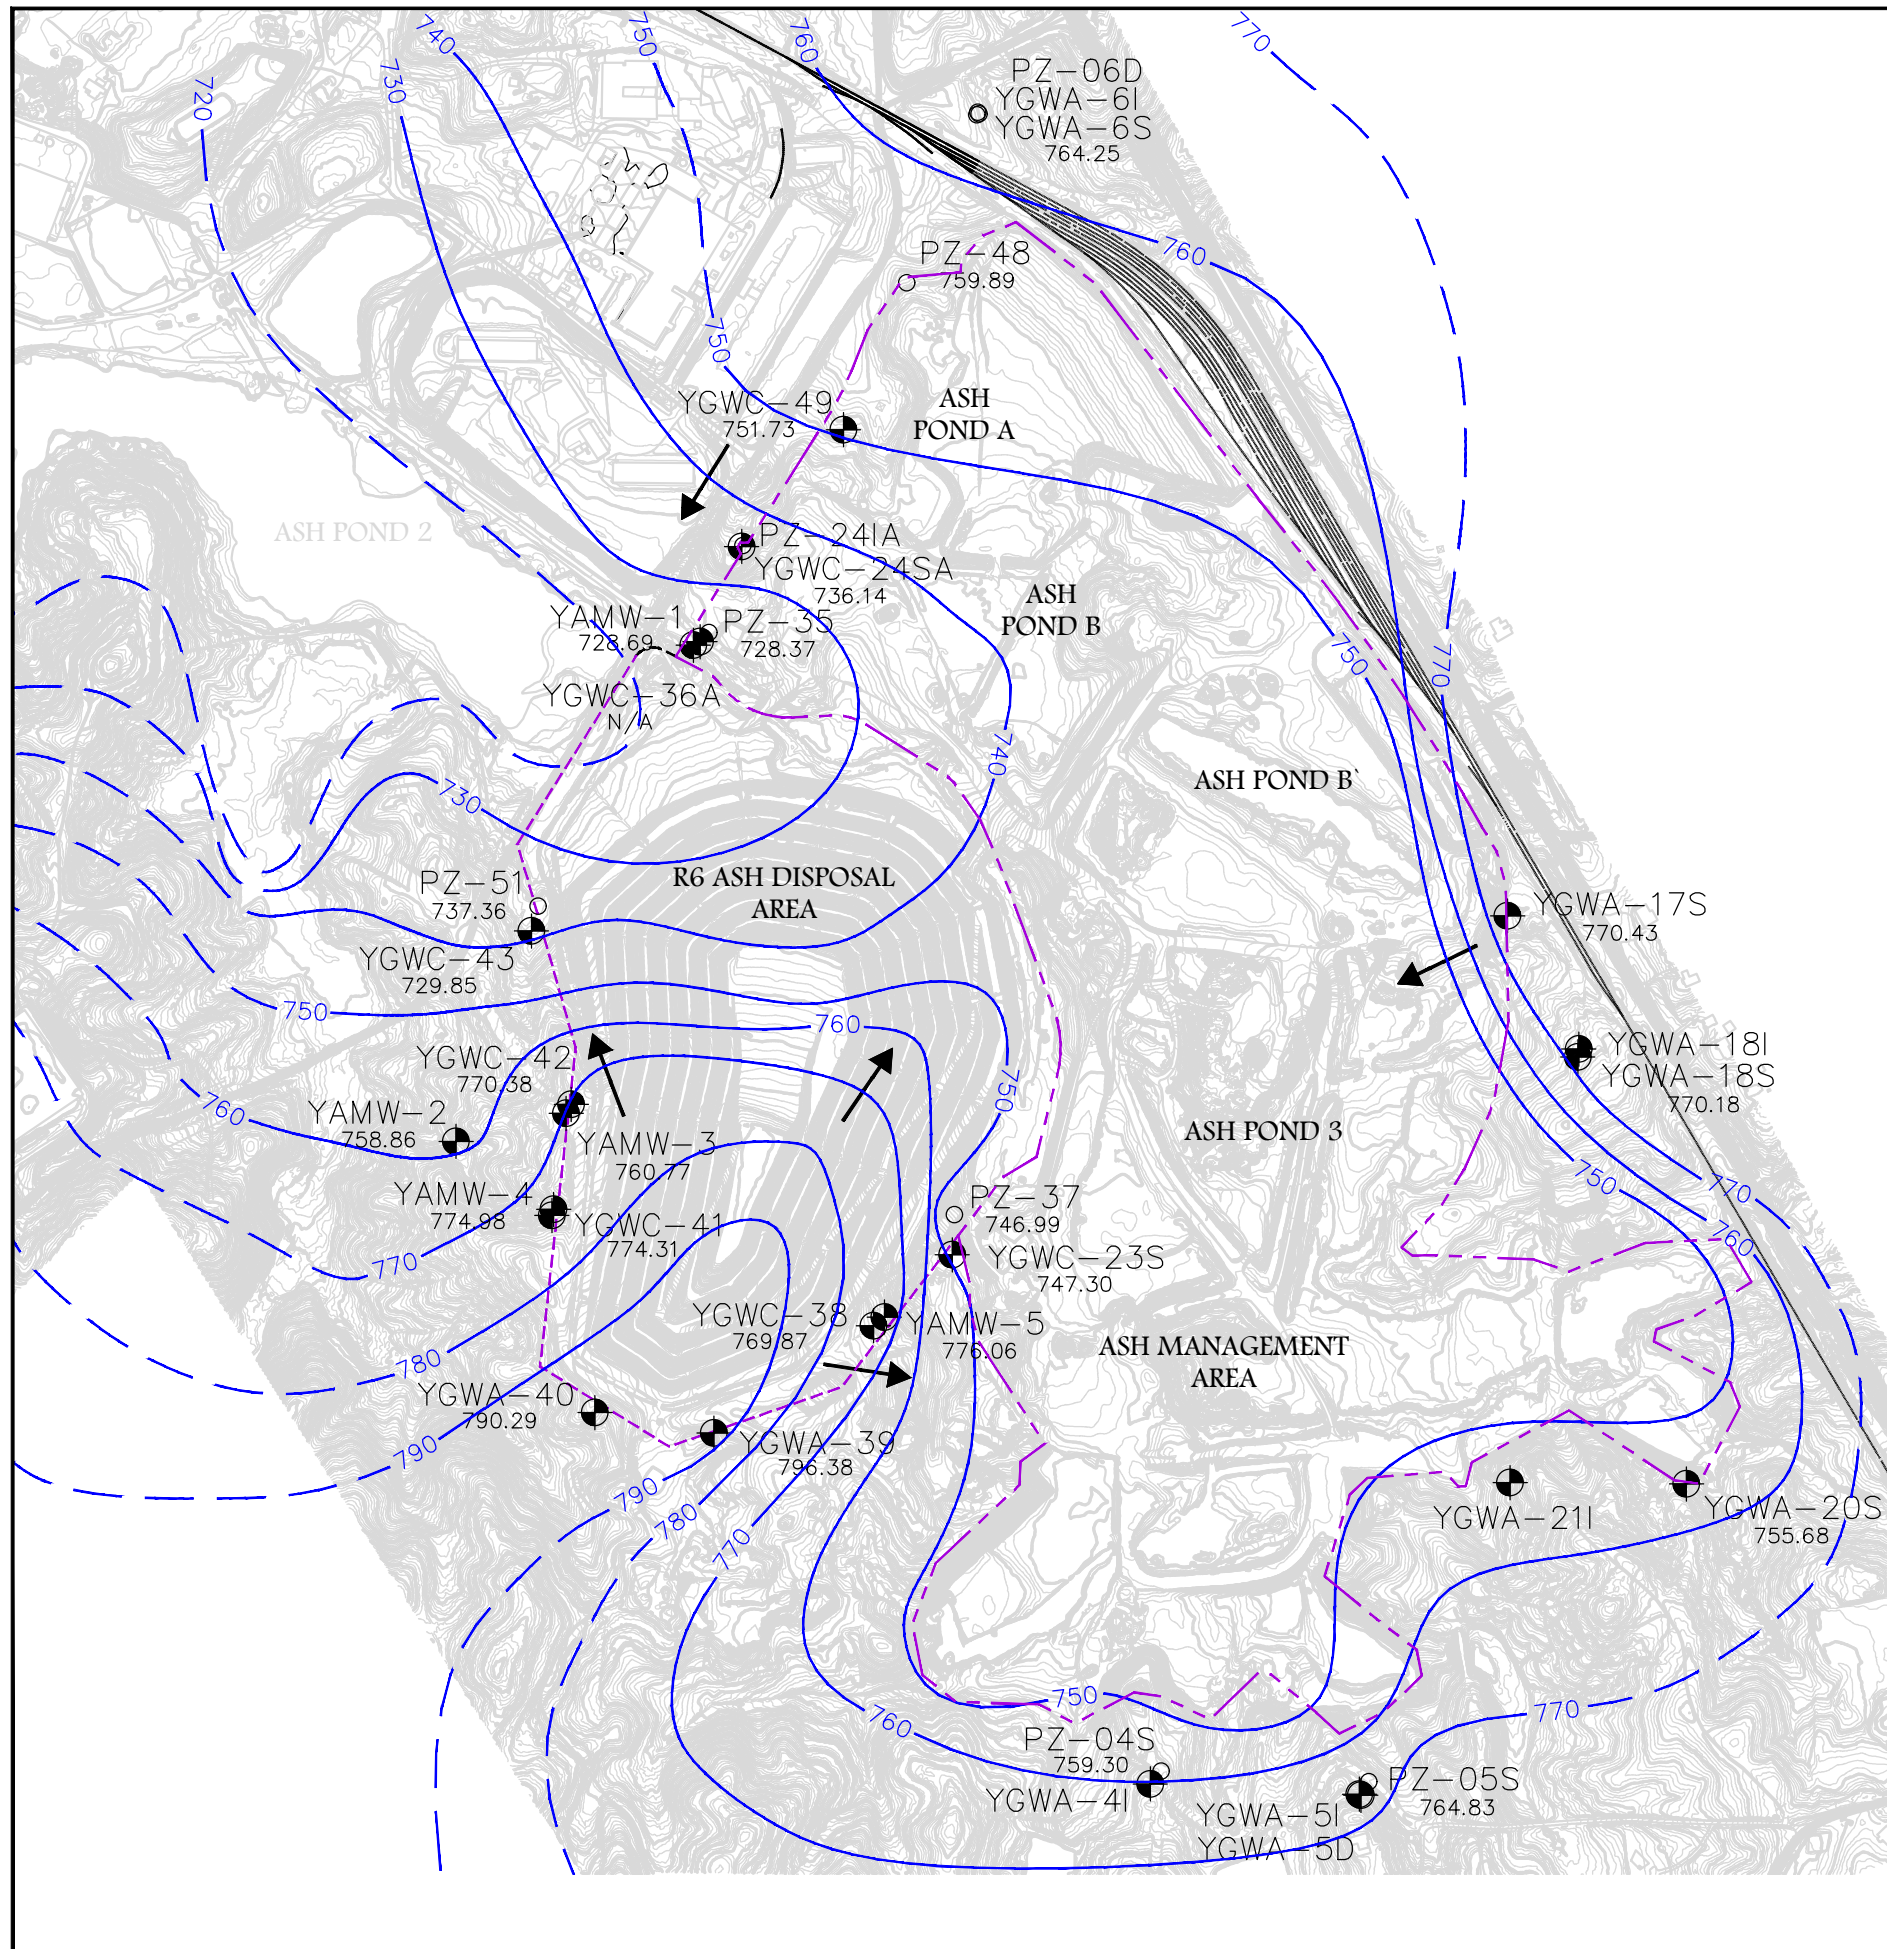 740
750
760
770
720
730
PZ-06D
YGWA-6I
YGWA-6S
764.25
760
PZ-48
759.89
750
YGWC-49
751.73
ASH
POND A
ASH POND 2
PZ-24IA
YGWC-24SA
736.14
ASH
POND B
YAMW-1
728.69
PZ-35
728.37
750
770
YGWC-36A
N/A
740
ASH POND B`
730
PZ-51
737.36
R6 ASH DISPOSAL
AREA
YGWC-43
729.85
YGWA-17S
770.43
750
760
YGWC-42
770.38
YGWA-18I
YGWA-18S
770.18
750
760
YAMW-2
758.86
YAMW-3
760.77
ASH POND 3
750
770
YAMW-4
774.98
YGWC-41
774.31
PZ-37
746.99
760
770
YGWC-23S
747.30
YGWC-38
769.87
YAMW-5
776.06
ASH MANAGEMENT
AREA
780
YGWA-40
790.29
790
YGWA-39
796.38
790
780
770
YGWA-21I
YGWA-20S
755.68
750
760
770
PZ-04S
759.30
YGWA-4I
PZ-05S
764.83
YGWA-5I
YGWA-5D